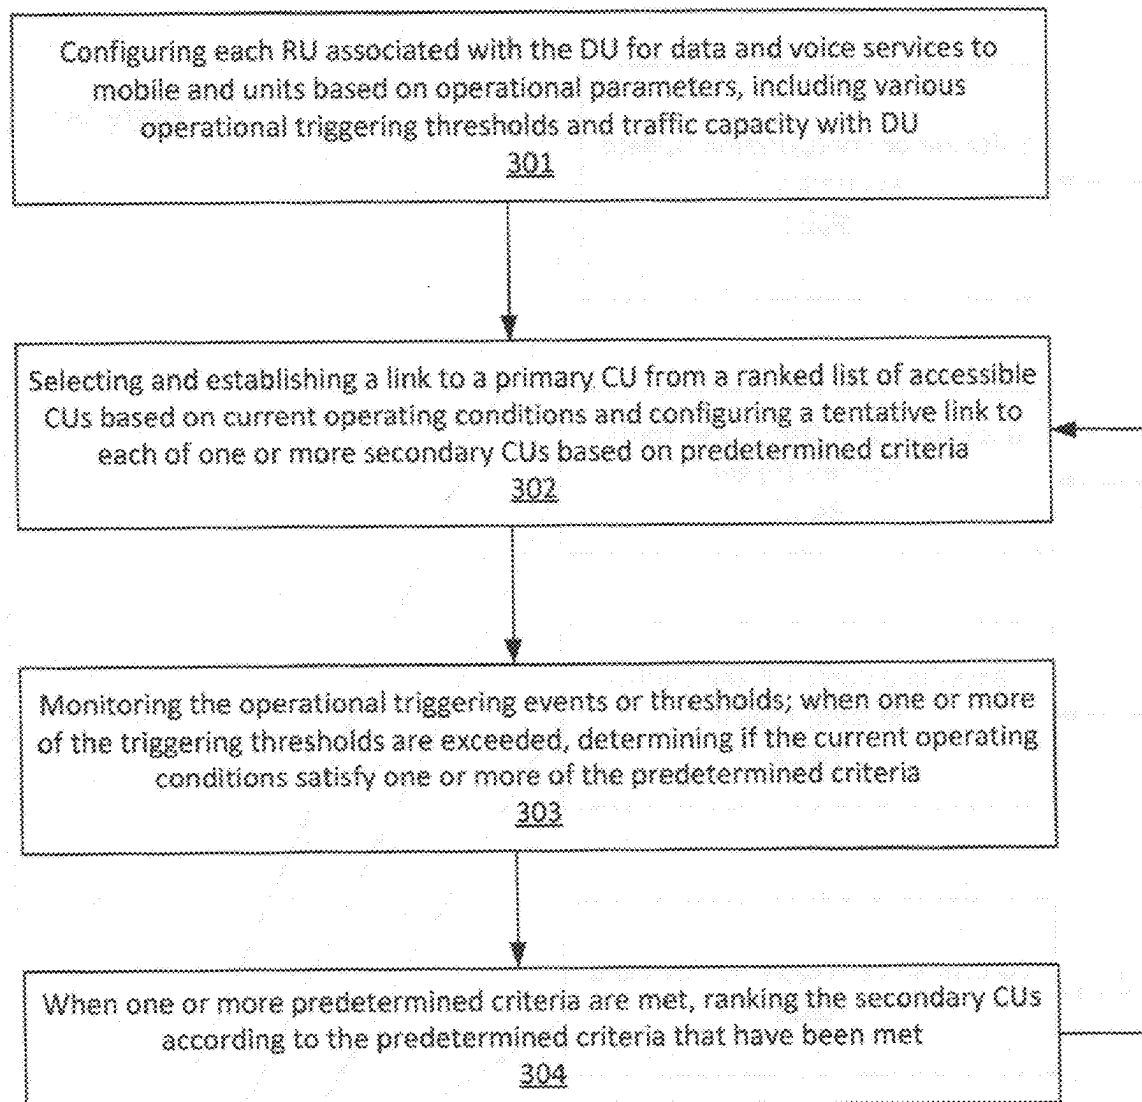 Configuring each RU associated with the DU for data and voice services to
mobile and units based on operational parameters, including various
operational triggering thresholds and traffic capacity with DU
301
Selecting and establishing a link to a primary CU from a ranked list of accessible
CUs based on current operating conditions and configuring a tentative link to
each of one or more secondary CUs based on predetermined criteria
302
Monitoring the operational triggering events or thresholds; when one or more
of the triggering thresholds are exceeded, determining if the current operating
conditions satisfy one or more of the predetermined criteria
303
When one or more predetermined criteria are met, ranking the secondary CUs
according to the predetermined criteria that have been met
304